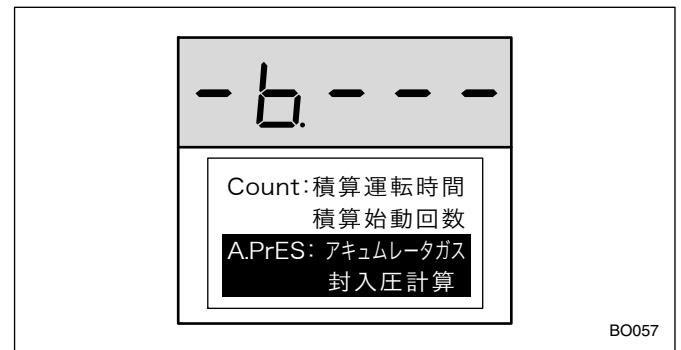 - b. - - -
Count:積算運転時間
積算始動回数
A.PrES: アキュムレータガス
封入圧計算
BO057